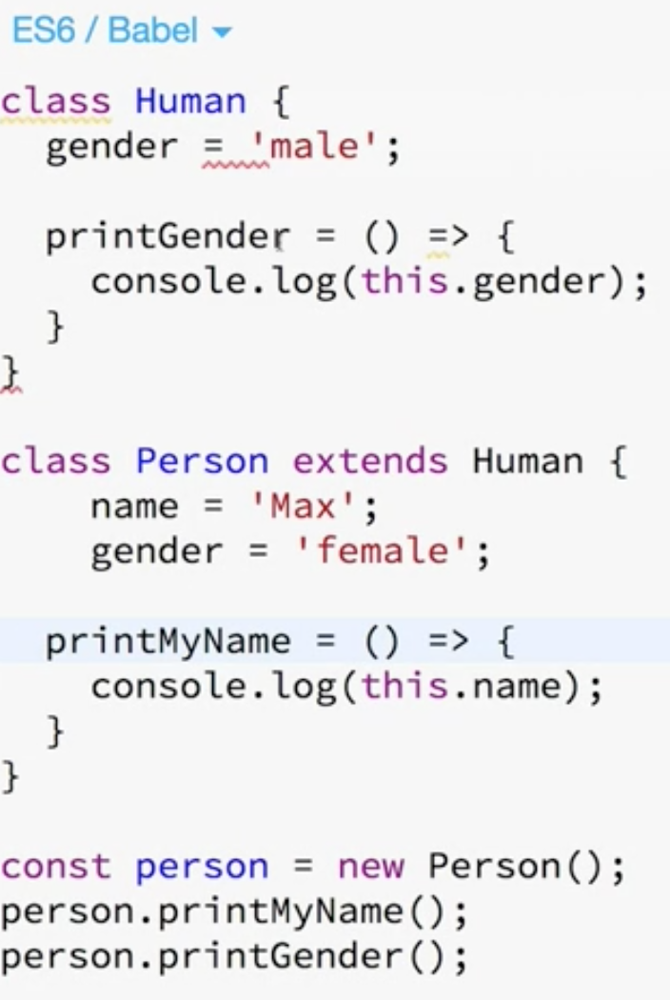 ES6 / Babel
class Human {
  gender = 'male';

  printGender = () => {
    console.log(this.gender);
  }
}

class Person extends Human {
    name = 'Max';
    gender = 'female';

  printMyName = () => {
    console.log(this.name);
  }
}

const person = new Person();
person.printMyName();
person.printGender();